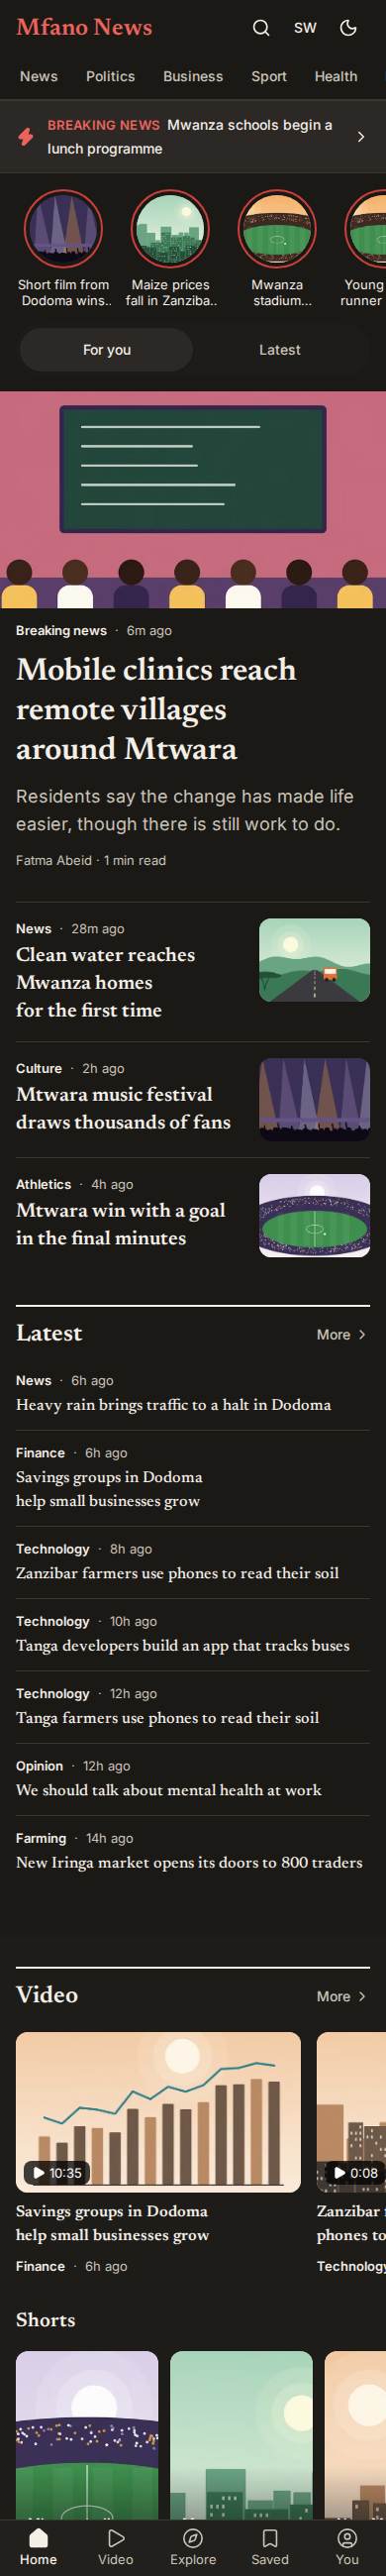 Mfano News
SW
News Politics Business Sport Health
BREAKING NEWS Mwanza schools begin a
lunch programme
Short film from
Dodoma wins..
Maize prices
fall in Zanziba..
Mwanza
stadium...
Young
runner
For you
Latest
Breaking news · 6m ago
Mobile clinics reach
remote villages
around Mtwara
Residents say the change has made life
easier, though there is still work to do.
Fatma Abeid · 1 min read
News · 28m ago
Clean water reaches
Mwanza homes
for the first time
Culture · 2h ago
Mtwara music festival
draws thousands of fans
Athletics · 4h ago
Mtwara win with a goal
in the final minutes
Latest
More
News · 6h ago
Heavy rain brings traffic to a halt in Dodoma
Finance · 6h ago
Savings groups in Dodoma
help small businesses grow
Technology · 8h ago
Zanzibar farmers use phones to read their soil
Technology · 10h ago
Tanga developers build an app that tracks buses
Technology · 12h ago
Tanga farmers use phones to read their soil
Opinion · 12h ago
We should talk about mental health at work
Farming · 14h ago
New Iringa market opens its doors to 800 traders
Video
More
10:35
Savings groups in Dodoma
help small businesses grow
Finance · 6h ago
0:08
Zanzibar
phones to
Technology
Shorts
Home Video Explore Saved You